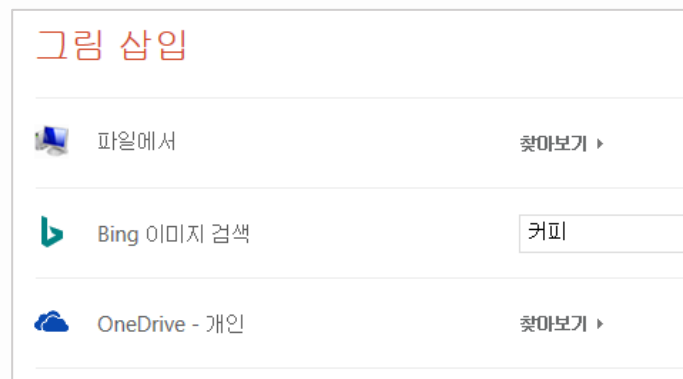 그림 삽입
파일에서 찾아보기
Bing 이미지 검색 커피
OneDrive - 개인 찾아보기